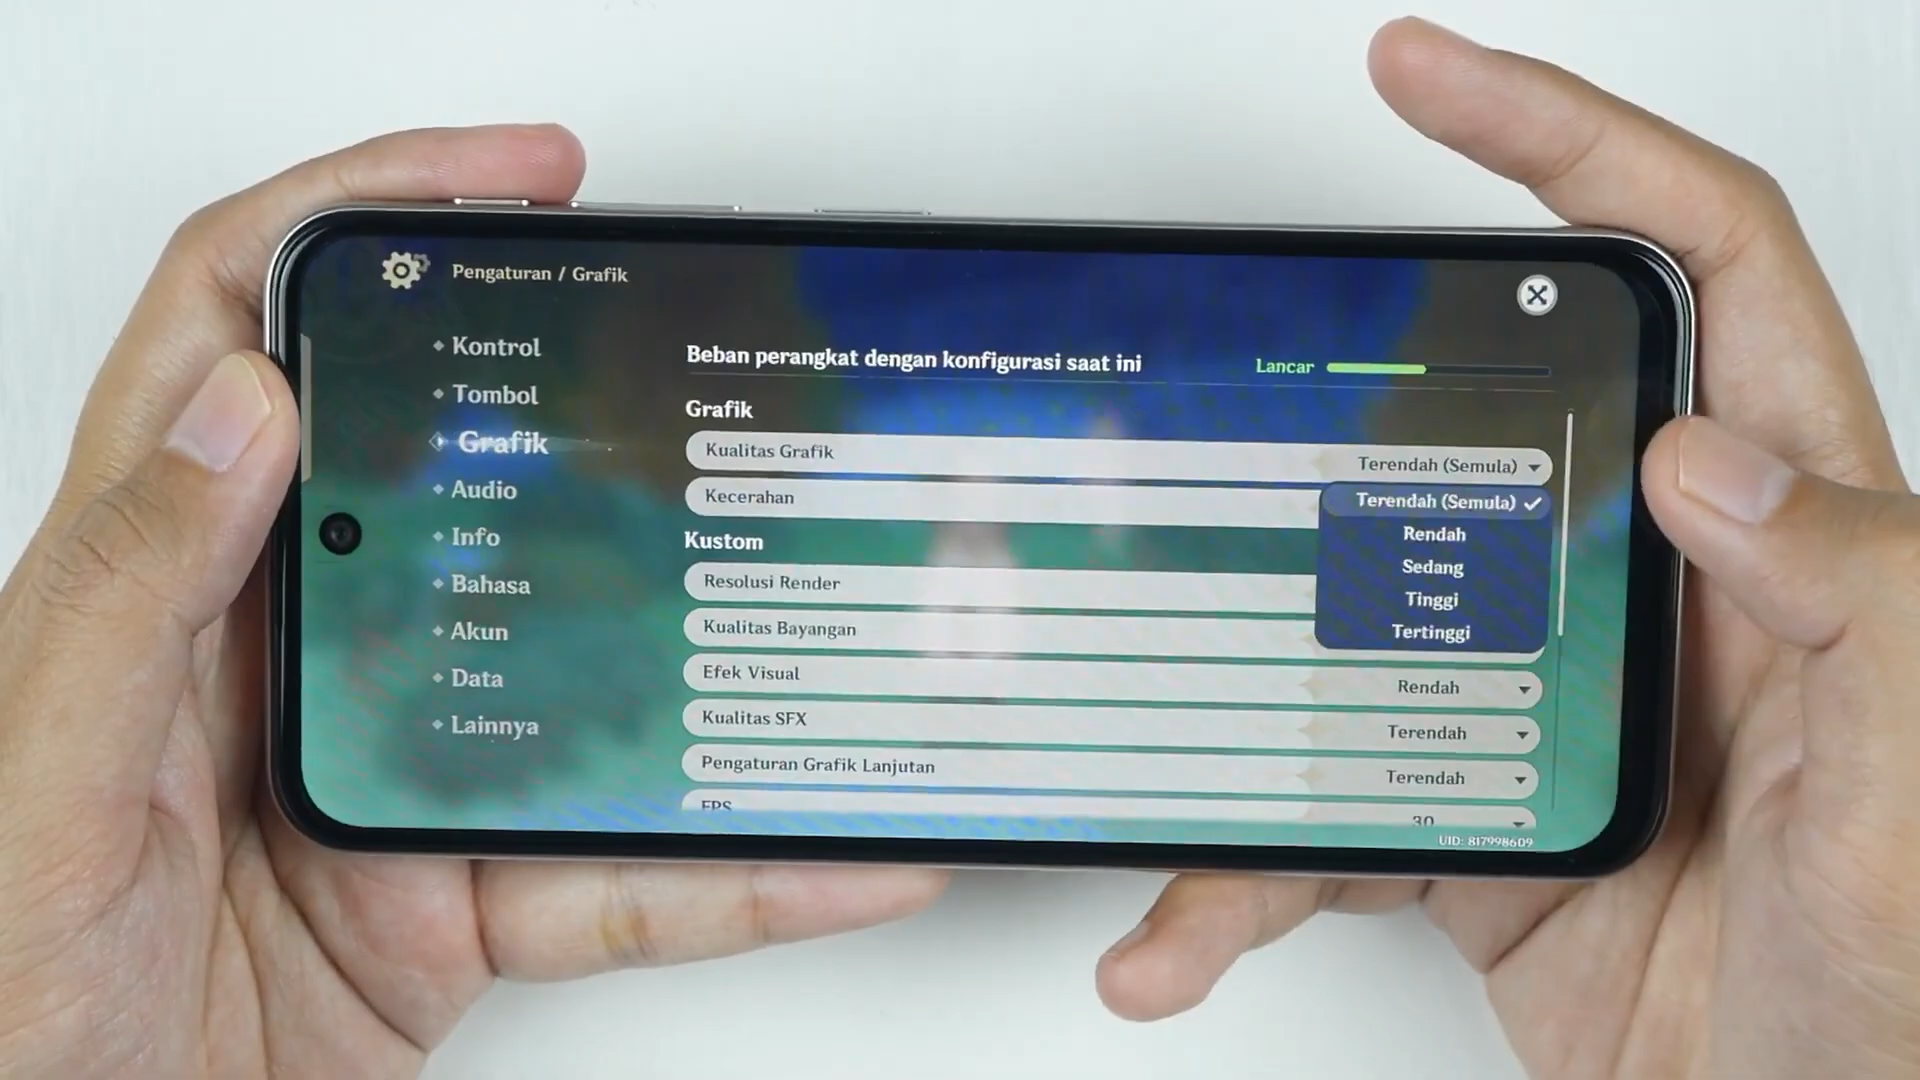 Pengaturan / Grafik
Kontrol
Tombol
Grafik
Audio
Info
Bahasa
Akun
Data
Lainnya
Beban perangkat dengan konfigurasi saat ini
Lancar
Grafik
Kualitas Grafik
Terendah (Semula)
Kecerahan
Terendah (Semula)
Rendah
Sedang
Tinggi
Tertinggi
Kustom
Resolusi Render
Kualitas Bayangan
Efek Visual
Rendah
Kualitas SFX
Terendah
Pengaturan Grafik Lanjutan
Terendah
FPS
30
UID: 817998609